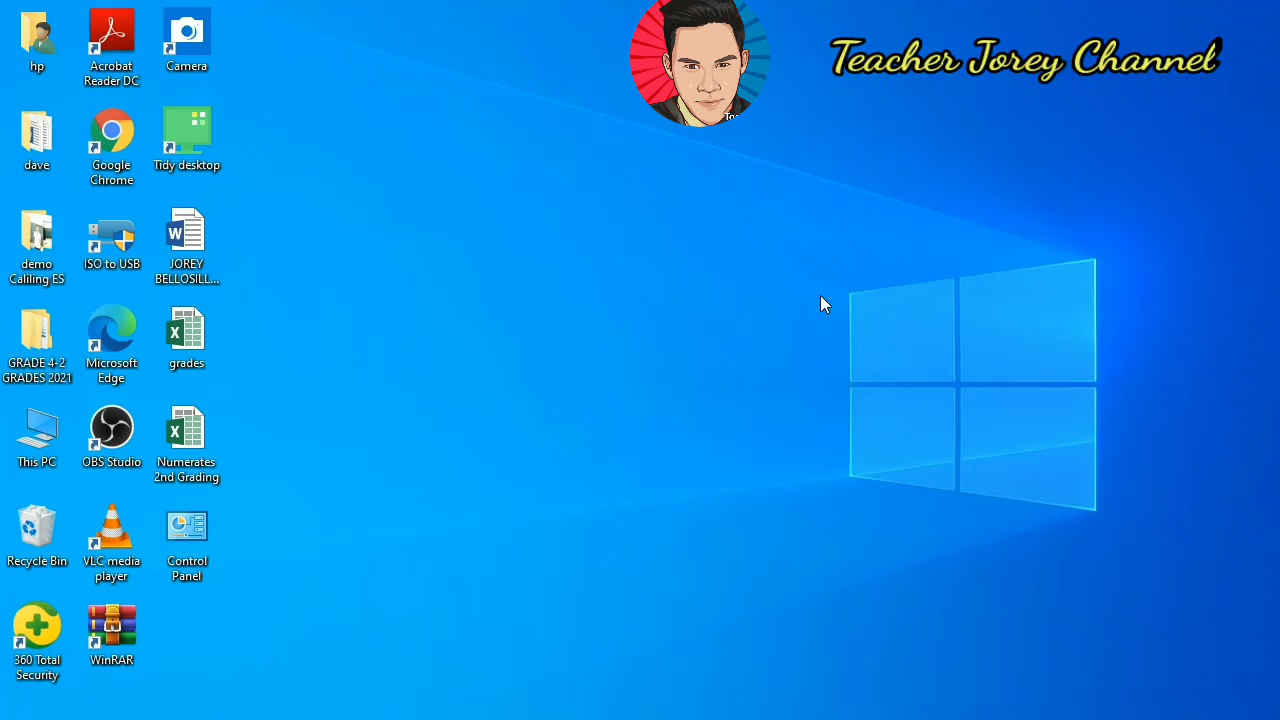 Teacher Jorey Channel
hp
Acrobat
Reader DC
Camera
dave
Google
Chrome
Tidy desktop
demo
Caliling ES
ISO to USB
JOREY
BELLOSILL...
GRADE 4-2
GRADES 2021
Microsoft
Edge
grades
This PC
OBS Studio
Numerates
2nd Grading
Recycle Bin
VLC media
player
Control
Panel
360 Total
Security
WinRAR